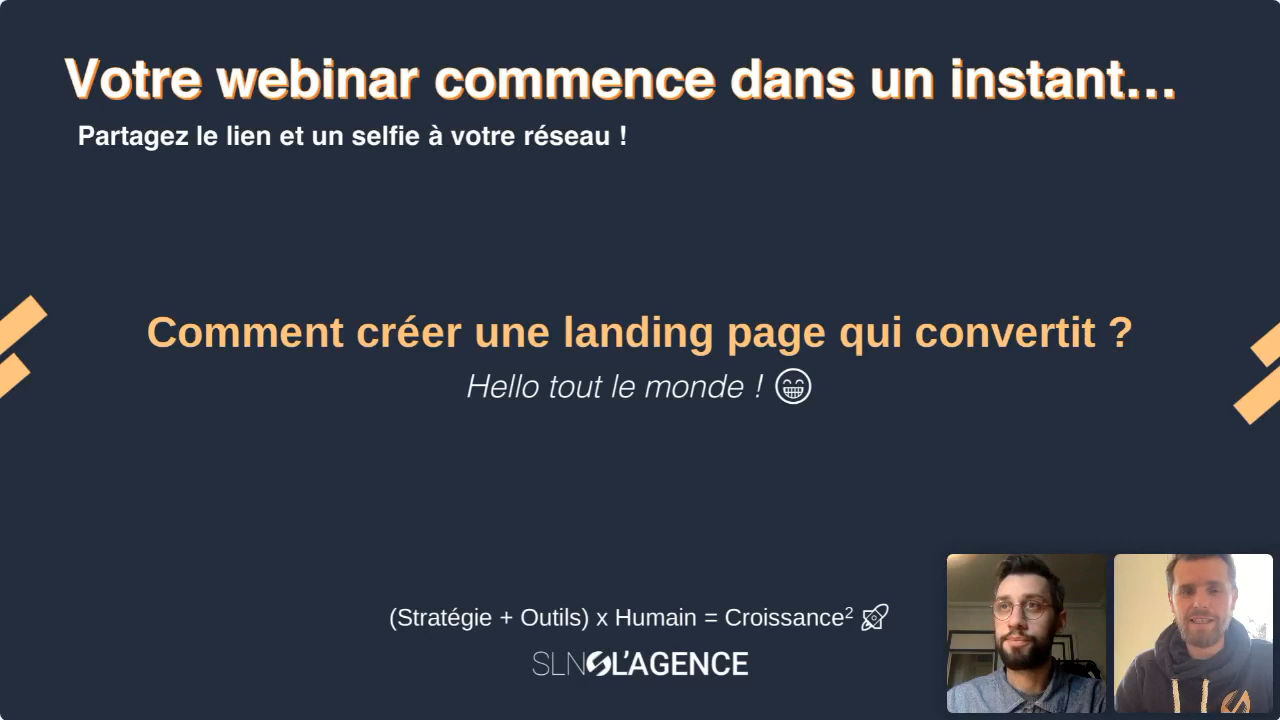 Votre webinar commence dans un instant…
Partagez le lien et un selfie à votre réseau !
Comment créer une landing page qui convertit ?
Hello tout le monde ! 😁
(Stratégie + Outils) x Humain = Croissance² 🚀
SLN L'AGENCE